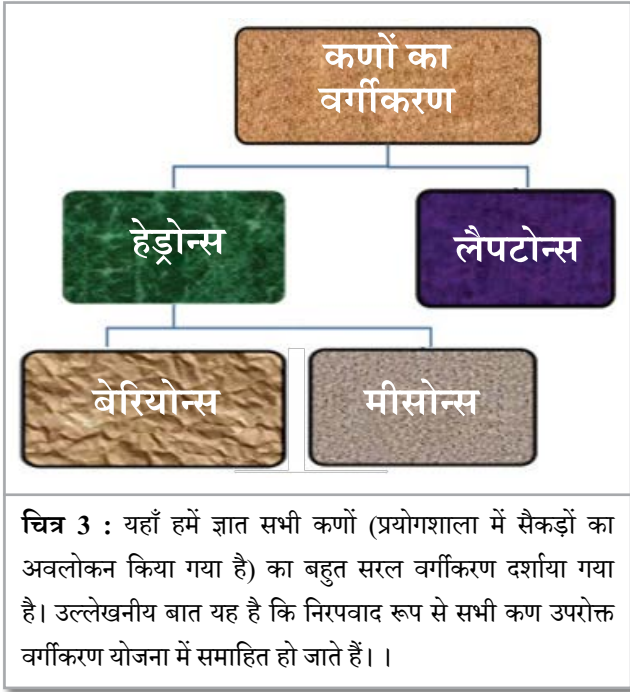 कणों का
वर्गीकरण
हेड्रोन्स
लैपटोन्स
बेरियोन्स
मीसोन्स
चित्र 3 : यहाँ हमें ज्ञात सभी कणों (प्रयोगशाला में सैकड़ों का
अवलोकन किया गया है) का बहुत सरल वर्गीकरण दर्शाया गया
है। उल्लेखनीय बात यह है कि निरपवाद रूप से सभी कण उपरोक्त
वर्गीकरण योजना में समाहित हो जाते हैं। ।